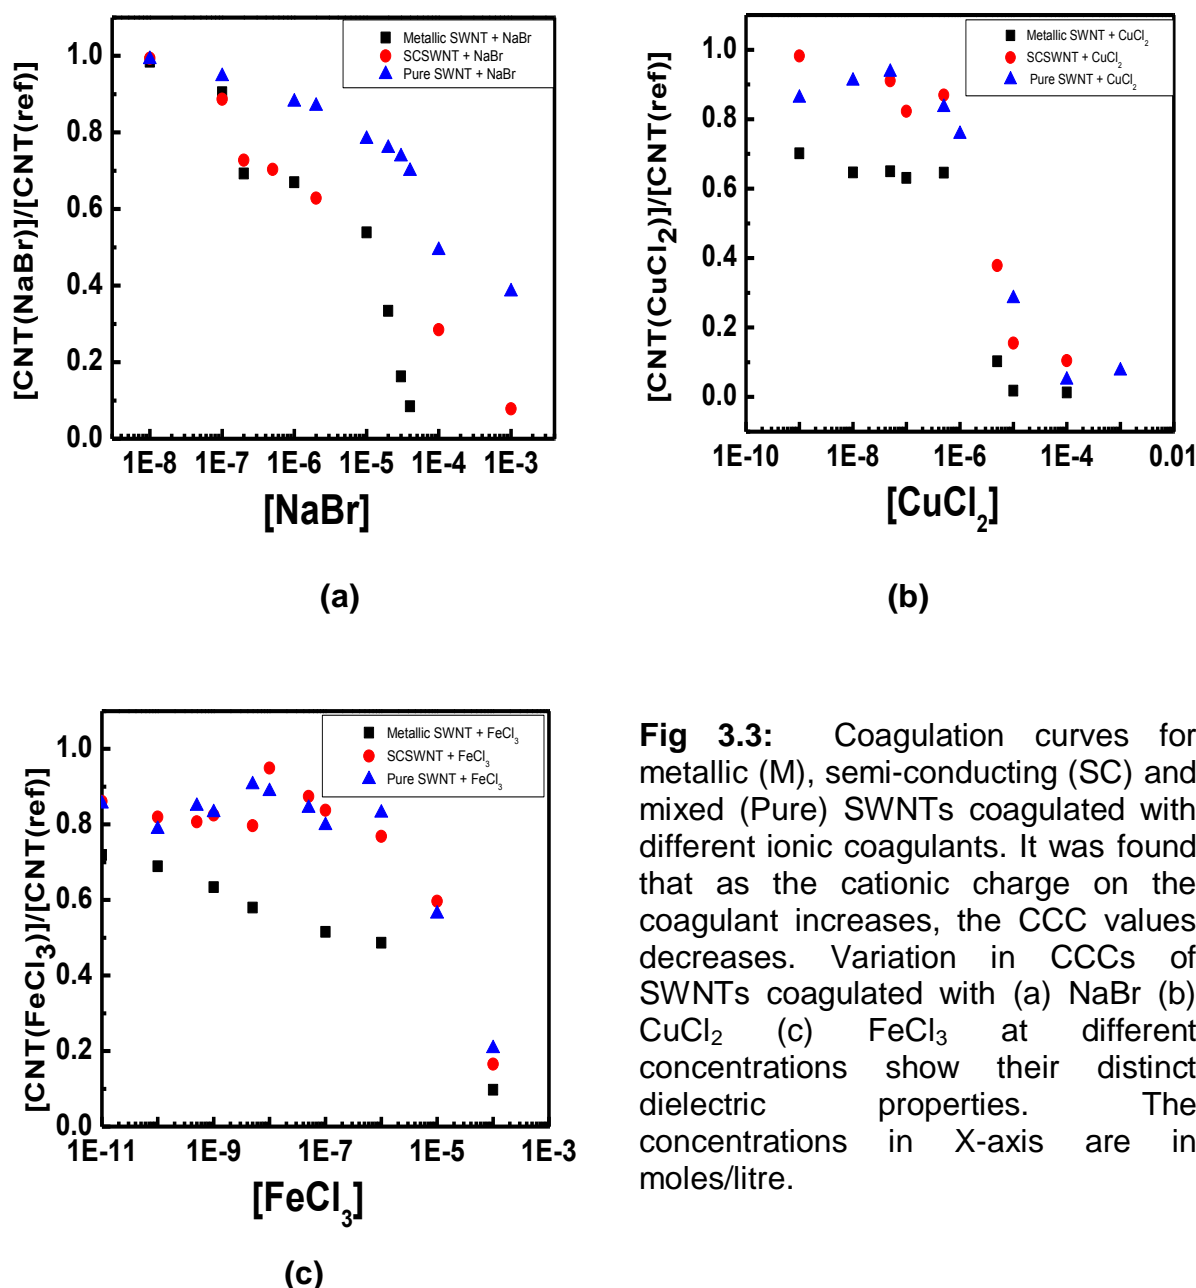 [CNT(NaBr)]/[CNT(ref)]
1.0
0.8
0.6
0.4
0.2
0.0
Metallic SWNT + NaBr
SCSWNT + NaBr
Pure SWNT + NaBr
1E-8 1E-7 1E-6 1E-5 1E-4 1E-3
[NaBr]
(a)
[CNT(CuCl2)]/[CNT(ref)]
1.0
0.8
0.6
0.4
0.2
0.0
Metallic SWNT + CuCl2
SCSWNT + CuCl2
Pure SWNT + CuCl2
1E-10 1E-8 1E-6 1E-4 0.01
[CuCl2]
(b)
[CNT(FeCl3)]/[CNT(ref)]
1.0
0.8
0.6
0.4
0.2
0.0
Metallic SWNT + FeCl3
SCSWNT + FeCl3
Pure SWNT + FeCl3
1E-11 1E-9 1E-7 1E-5 1E-3
[FeCl3]
(c)
Fig 3.3: Coagulation curves for
metallic (M), semi-conducting (SC) and
mixed (Pure) SWNTs coagulated with
different ionic coagulants. It was found
that as the cationic charge on the
coagulant increases, the CCC values
decreases. Variation in CCCs of
SWNTs coagulated with (a) NaBr (b)
CuCl2 (c) FeCl3 at different
concentrations show their distinct
dielectric properties. The
concentrations in X-axis are in
moles/litre.